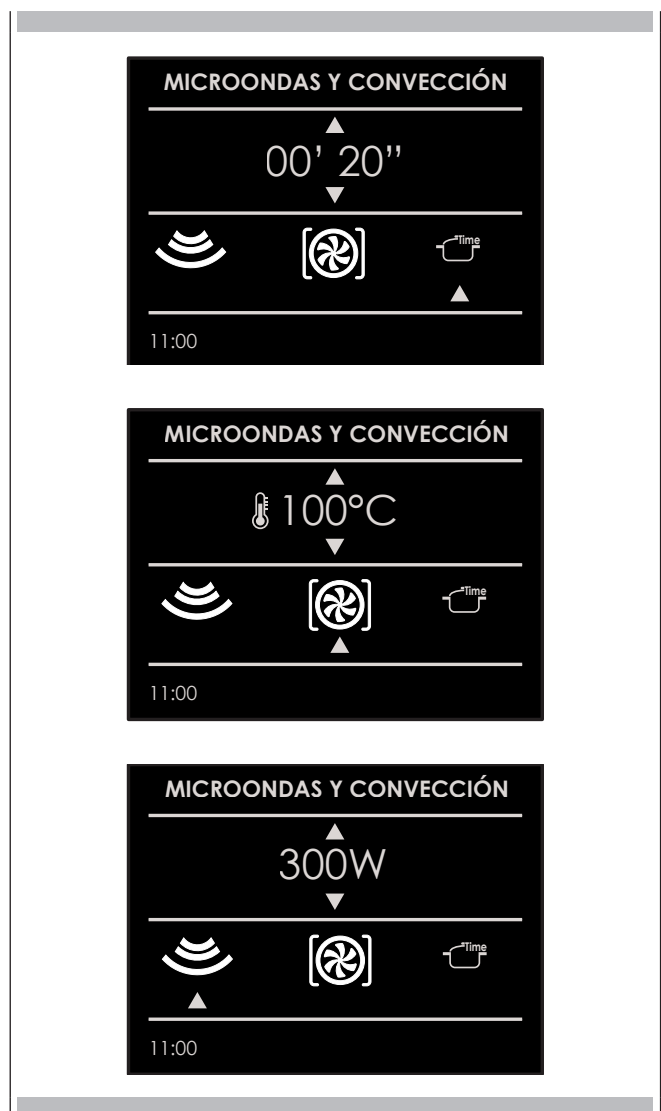 MICROONDAS Y CONVECCIÓN
00’ 20’’
Time
11:00
MICROONDAS Y CONVECCIÓN
100°C
Time
11:00
MICROONDAS Y CONVECCIÓN
300W
Time
11:00